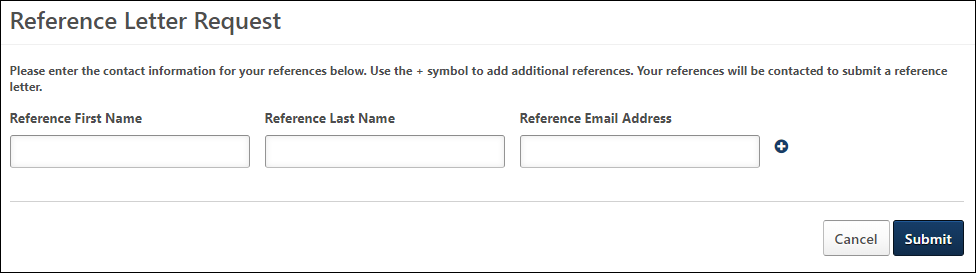 Reference Letter Request
Please enter the contact information for your references below. Use the + symbol to add additional references. Your references will be contacted to submit a reference
letter.
Reference First Name Reference Last Name Reference Email Address
Cancel Submit